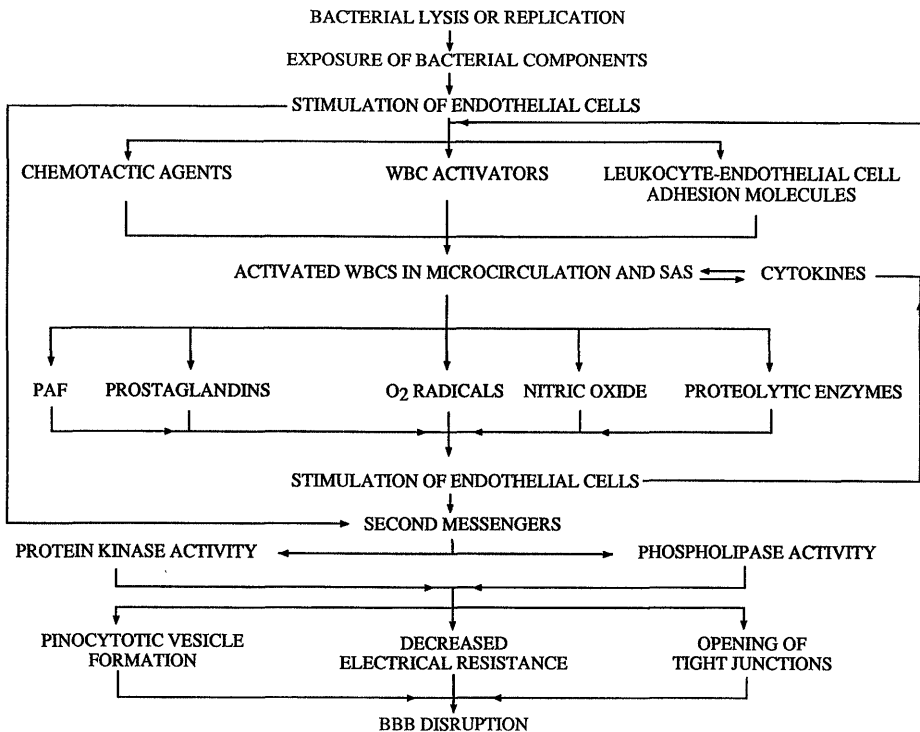 BACTERIAL LYSIS OR REPLICATION
EXPOSURE OF BACTERIAL COMPONENTS
STIMULATION OF ENDOTHELIAL CELLS
CHEMOTACTIC AGENTS
WBC ACTIVATORS
LEUKOCYTE-ENDOTHELIAL CELL
ADHESION MOLECULES
ACTIVATED WBCS IN MICROCIRCULATION AND SAS
CYTOKINES
PAF
PROSTAGLANDINS
O2 RADICALS
NITRIC OXIDE
PROTEOLYTIC ENZYMES
STIMULATION OF ENDOTHELIAL CELLS
SECOND MESSENGERS
PROTEIN KINASE ACTIVITY
PHOSPHOLIPASE ACTIVITY
PINOCYTOTIC VESICLE
FORMATION
DECREASED
ELECTRICAL RESISTANCE
OPENING OF
TIGHT JUNCTIONS
BBB DISRUPTION